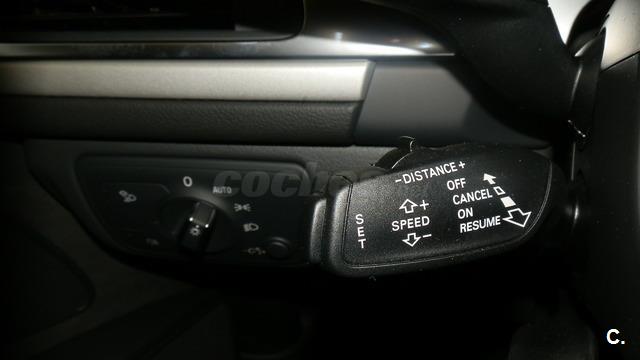 0
AUTO
coches
-DISTANCE+
OFF
CANCEL
ON
RESUME
+
SPEED
-
SET
C.